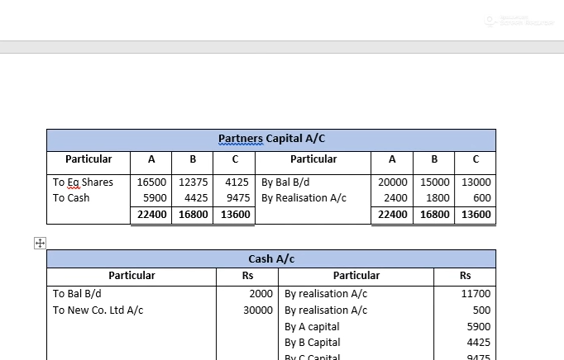 Partners Capital A/C
Particular A B C Particular A B C
To Eq Shares 16500 12375 4125 By Bal B/d 20000 15000 13000
To Cash 5900 4425 9475 By Realisation A/c 2400 1800 600
22400 16800 13600 22400 16800 13600
Cash A/c
Particular Rs Particular Rs
To Bal B/d 2000 By realisation A/c 11700
To New Co. Ltd A/c 30000 By realisation A/c 500
By A capital 5900
By B Capital 4425
By C Capital 9475